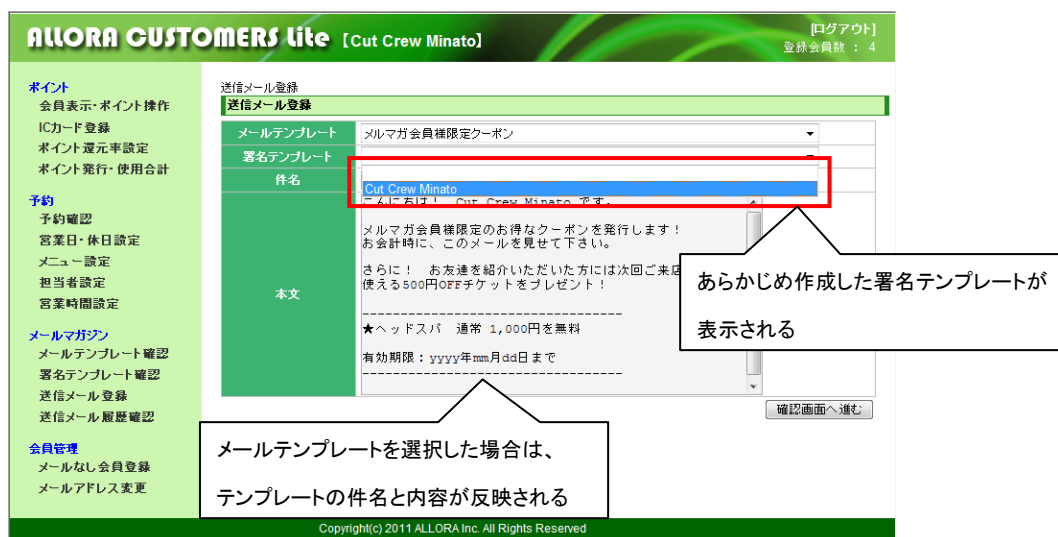 ALLORA CUSTOMERS Lite [Cut Crew Minato]
[ログアウト]
登録会員数 : 4
ポイント
会員表示・ポイント操作
ICカード登録
ポイント還元率設定
ポイント発行・使用合計
予約
予約確認
営業日・休日設定
メニュー設定
担当者設定
営業時間設定
メールマガジン
メールテンプレート確認
署名テンプレート確認
送信メール登録
送信メール履歴確認
会員管理
メールなし会員登録
メールアドレス変更
送信メール登録
送信メール登録
メールテンプレート
メルマガ会員様限定クーポン
署名テンプレート
件名
Cut Crew Minato
本文
こんにちは! Cut Crew Minato です。
メルマガ会員様限定のお得なクーポンを発行します!
お会計時に、このメールを見せて下さい。
さらに! お友達を紹介いただいた方には次回ご来店
使える500円OFFチケットをプレゼント!
--------------------------------
★ヘッドスパ 通常 1,000円を無料
有効期限:yyyy年mm月dd日まで
--------------------------------
確認画面へ進む
あらかじめ作成した署名テンプレートが
表示される
メールテンプレートを選択した場合は、
テンプレートの件名と内容が反映される
Copyright(c) 2011 ALLORA Inc. All Rights Reserved